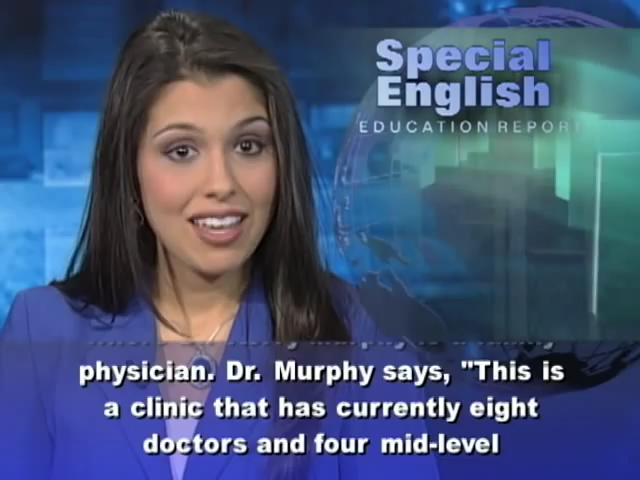 Special
English
EDUCATION REPORT
physician. Dr. Murphy says, "This is
a clinic that has currently eight
doctors and four mid-level